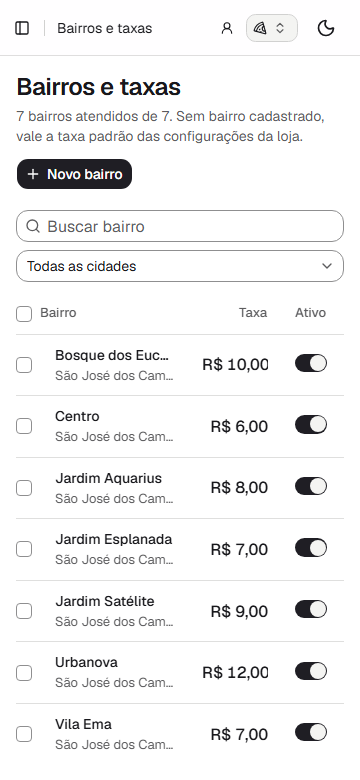 Bairros e taxas
Bairros e taxas
7 bairros atendidos de 7. Sem bairro cadastrado,
vale a taxa padrão das configurações da loja.
Novo bairro
Buscar bairro
Todas as cidades
Bairro Taxa Ativo
Bosque dos Euc... R$ 10,00
São José dos Cam...
Centro R$ 6,00
São José dos Cam...
Jardim Aquarius R$ 8,00
São José dos Cam...
Jardim Esplanada R$ 7,00
São José dos Cam...
Jardim Satélite R$ 9,00
São José dos Cam...
Urbanova R$ 12,00
São José dos Cam...
Vila Ema R$ 7,00
São José dos Cam...